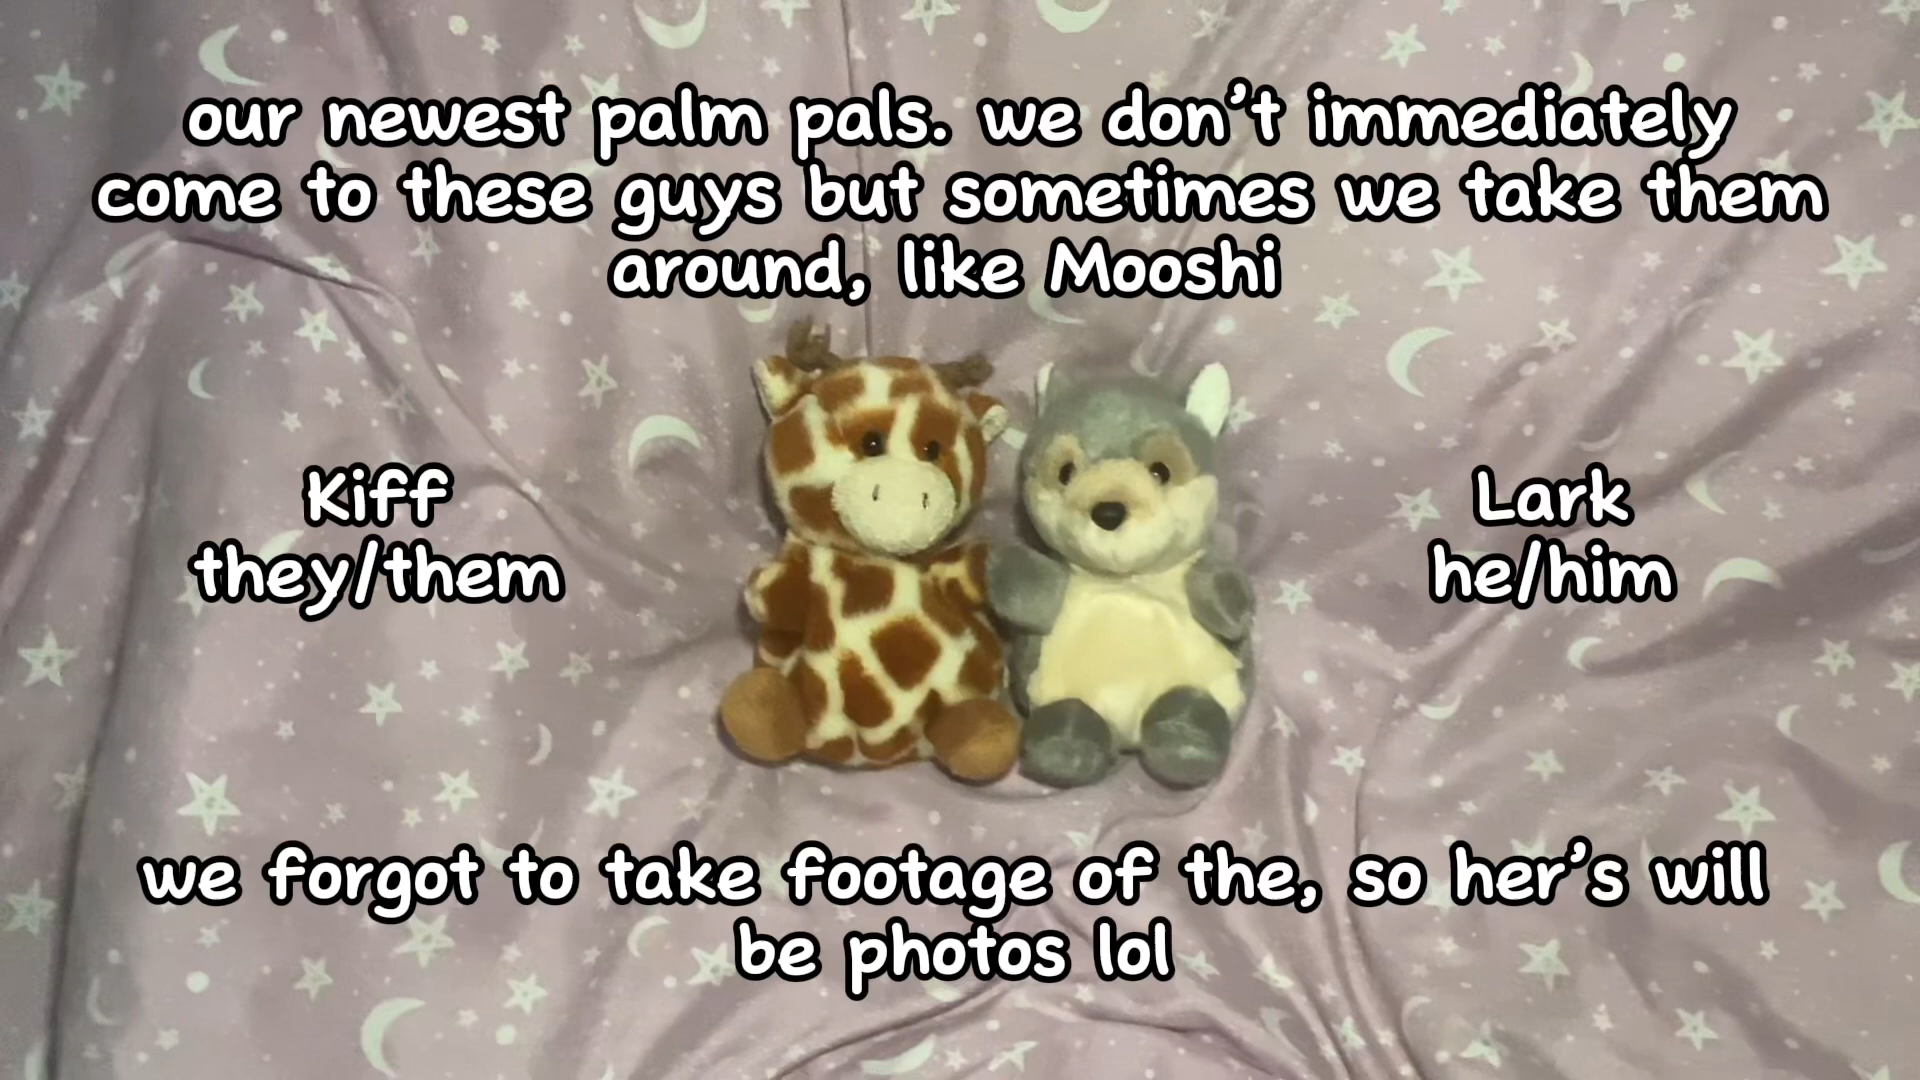 our newest palm pals. we don't immediately
come to these guys but sometimes we take them
around, like Mooshi
Kiff
they/them
Lark
he/him
we forgot to take footage of the, so her's will
be photos lol